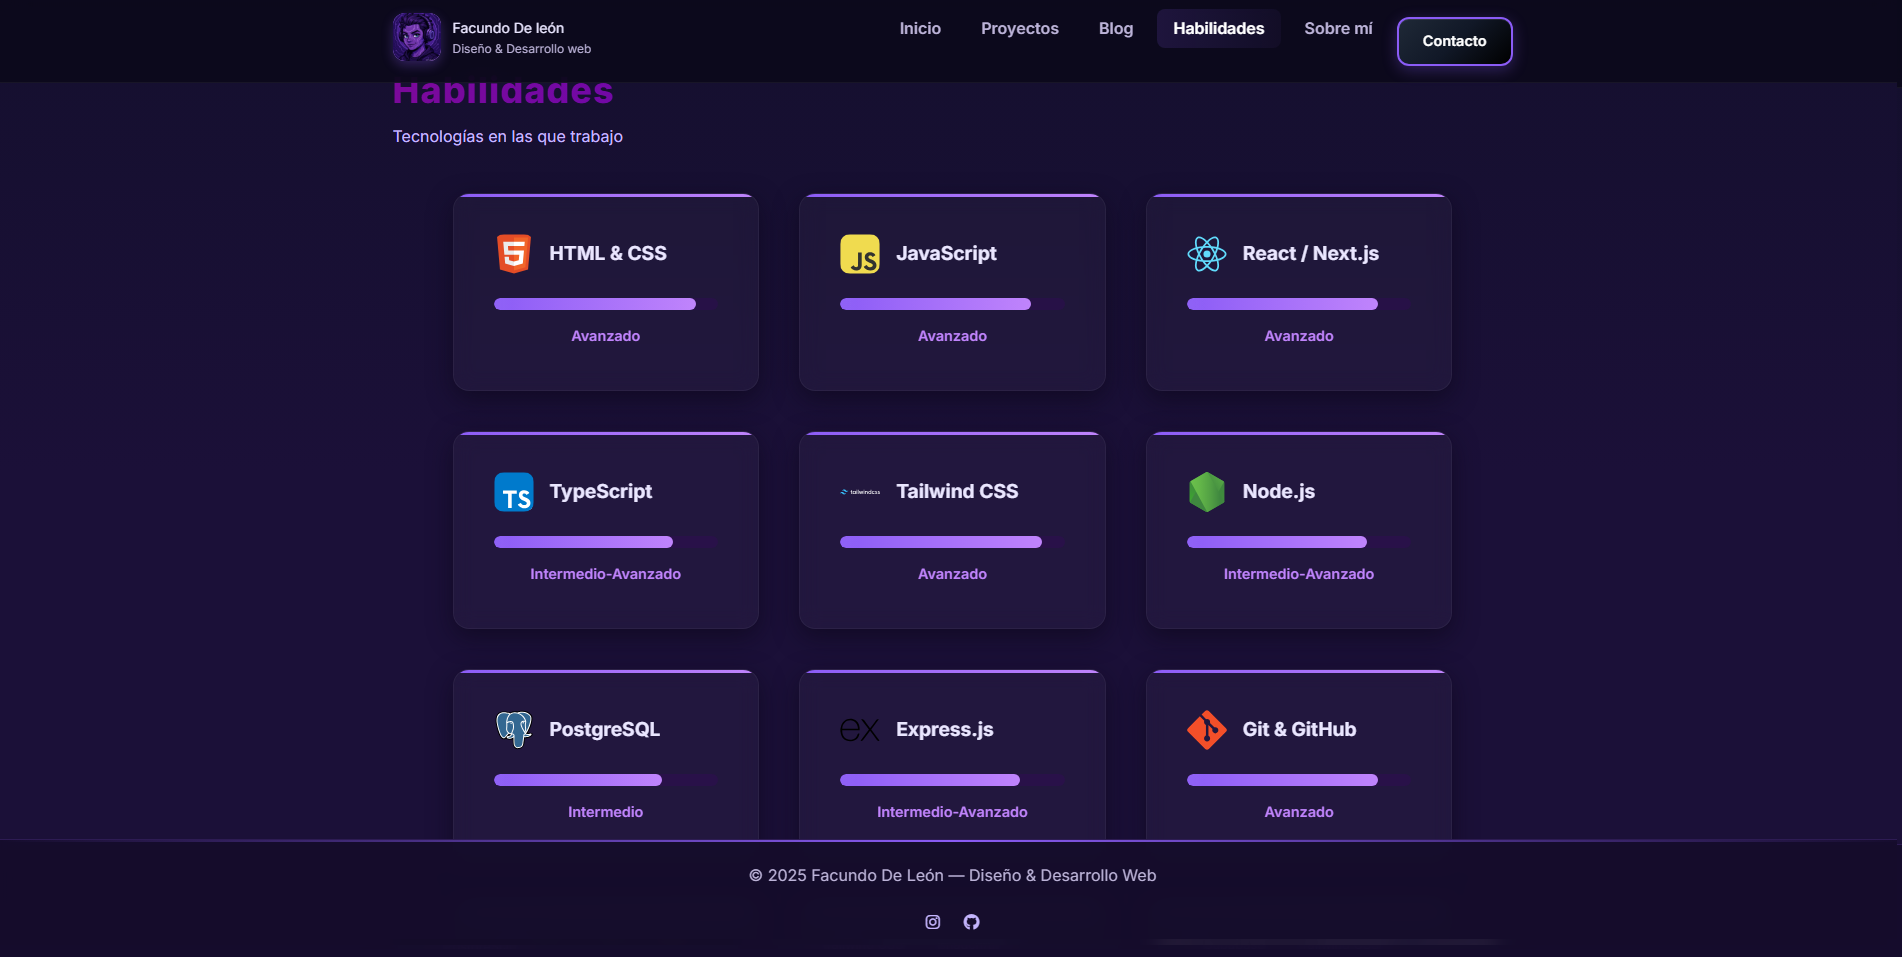 Facundo De león
Diseño & Desarrollo web
Inicio
Proyectos
Blog
Habilidades
Sobre mí
Contacto
Habilidades
Tecnologías en las que trabajo
HTML & CSS
Avanzado
JS
JavaScript
Avanzado
React / Next.js
Avanzado
TS
TypeScript
Intermedio-Avanzado
tailwindcss
Tailwind CSS
Avanzado
Node.js
Intermedio-Avanzado
PostgreSQL
Intermedio
ex
Express.js
Intermedio-Avanzado
Git & GitHub
Avanzado
© 2025 Facundo De León — Diseño & Desarrollo Web